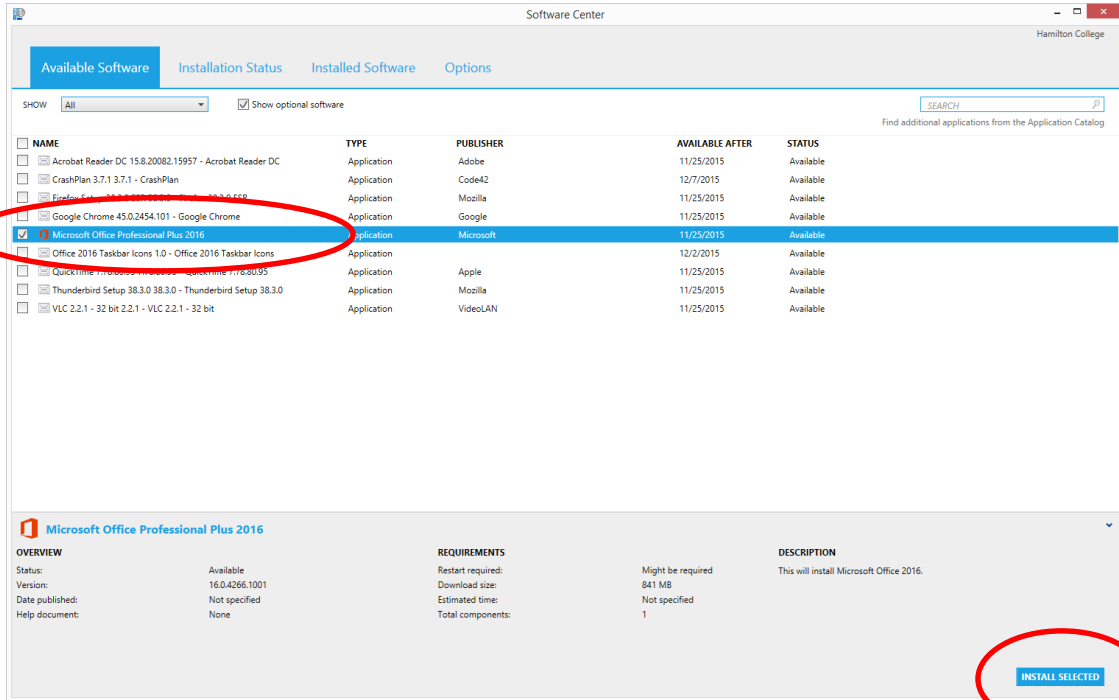 Software Center
Hamilton College
Available Software Installation Status Installed Software Options
SHOW All Show optional software SEARCH
Find additional applications from the Application Catalog
NAME TYPE PUBLISHER AVAILABLE AFTER STATUS
Acrobat Reader DC 15.8.20082.15957 - Acrobat Reader DC Application Adobe 11/25/2015 Available
CrashPlan 3.7.1 3.7.1 - CrashPlan Application Code42 12/7/2015 Available
Firefox Setup Application Mozilla 11/25/2015 Available
Google Chrome 45.0.2454.101 - Google Chrome Application Google 11/25/2015 Available
Microsoft Office Professional Plus 2016 Application Microsoft 11/25/2015 Available
Office 2016 Taskbar Icons 1.0 - Office 2016 Taskbar Icons Application 12/2/2015 Available
QuickTime 7.78.80.95 Application Apple 11/25/2015 Available
Thunderbird Setup 38.3.0 38.3.0 - Thunderbird Setup 38.3.0 Application Mozilla 11/25/2015 Available
VLC 2.2.1 - 32 bit 2.2.1 - VLC 2.2.1 - 32 bit Application VideoLAN 11/25/2015 Available
Microsoft Office Professional Plus 2016
OVERVIEW REQUIREMENTS DESCRIPTION
Status: Available Restart required: Might be required This will install Microsoft Office 2016.
Version: 16.0.4266.1001 Download size: 841 MB
Date published: Not specified Estimated time: Not specified
Help document: None Total components: 1
INSTALL SELECTED